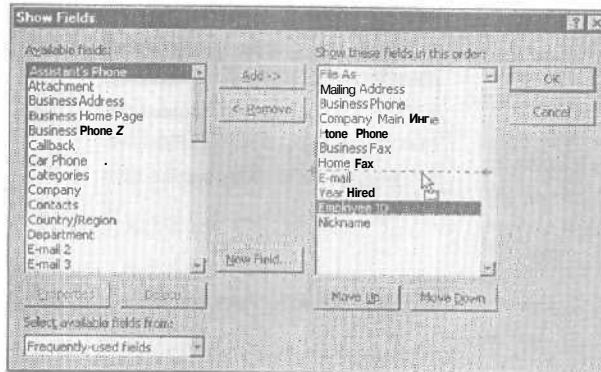 Show Fields
Available fields:
Assistant's Phone
Attachment
Business Address
Business Home Page
Business Phone Z
Callback
Car Phone
Categories
Company
Contacts
Country/Region
Department
E-mail 2
E-mail 3
Properties
Delete
Select available fields from:
Frequently-used fields
Add ->
<- Remove
New Field...
Show these fields in this order:
File As
Mailing Address
Business Phone
Company Main Инг e
tone Phone
Business Fax
Home Fax
E-mail
Year Hired
Employee ID
Nickname
Move Up
Move Down
OK
Cancel